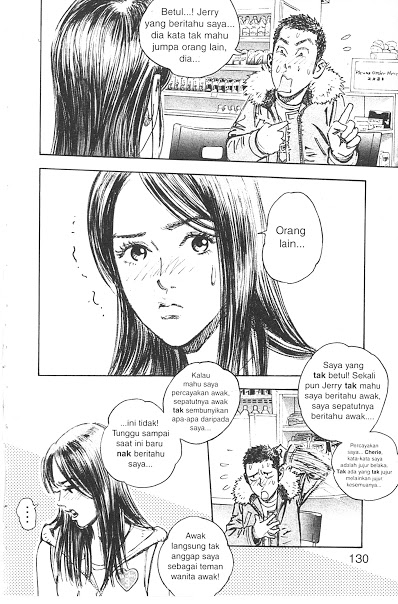 Betul...! Jerry
yang beritahu saya...
dia kata tak mahu
jumpa orang lain,
dia...
Orang
lain...
Saya yang
tak betul! Sekali
pun Jerry tak mahu
saya beritahu awak,
saya sepatutnya
beritahu awak....
Kalau
mahu saya
percayakan awak,
sepatutnya awak
tak sembunyikan
apa-apa daripada
saya...
...ini tidak!
Tunggu sampai
saat ini baru
nak beritahu
saya...
Percayakan
saya... Cherie,
kata-kata saya
adalah jujur belaka,
Tak ada yang tak jujur
melainkan jujur
kesemuanya...
...
Awak
langsung tak
anggap saya
sebagai teman
wanita awak!
130